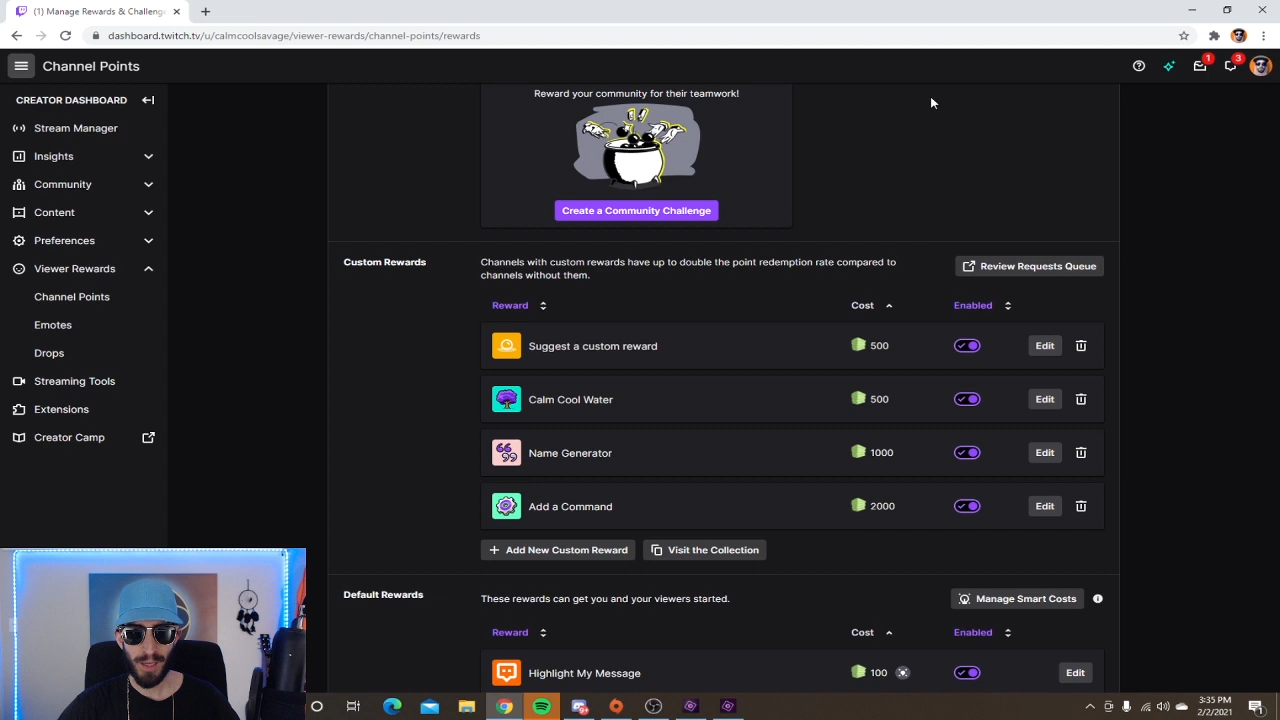 (1) Manage Rewards & Challenge
dashboard.twitch.tv/u/calmcoolsavage/viewer-rewards/channel-points/rewards
Channel Points
1
3
CREATOR DASHBOARD
Stream Manager
Insights
Community
Content
Preferences
Viewer Rewards
Channel Points
Emotes
Drops
Streaming Tools
Extensions
Creator Camp
Reward your community for their teamwork!
Create a Community Challenge
Custom Rewards
Channels with custom rewards have up to double the point redemption rate compared to
channels without them.
Review Requests Queue
Reward Cost Enabled
Suggest a custom reward 500 Edit
Calm Cool Water 500 Edit
Name Generator 1000 Edit
Add a Command 2000 Edit
Add New Custom Reward Visit the Collection
Default Rewards
These rewards can get you and your viewers started.
Manage Smart Costs
Reward Cost Enabled
Highlight My Message 100 Edit
3:35 PM
2/2/2021